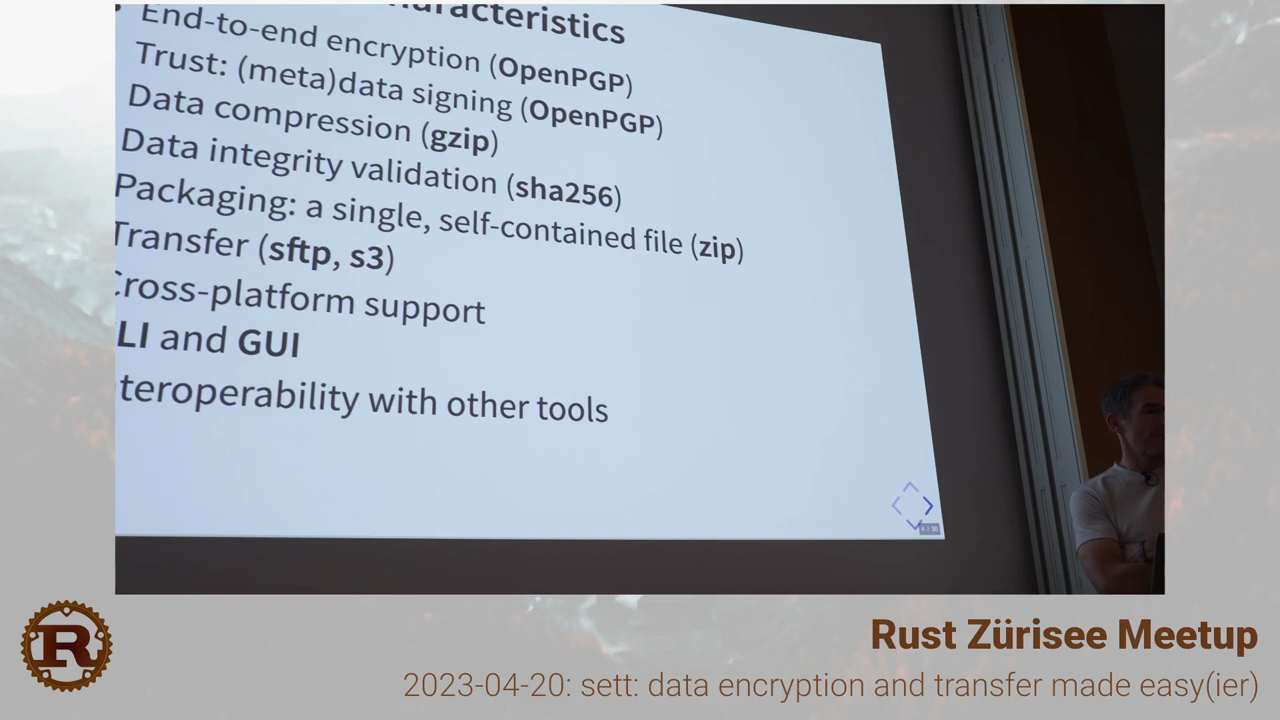 haracteristics
End-to-end encryption (OpenPGP)
Trust: (meta)data signing (OpenPGP)
Data compression (gzip)
Data integrity validation (sha256)
Packaging: a single, self-contained file (zip)
Transfer (sftp, s3)
Cross-platform support
LI and GUI
teroperability with other tools
R
Rust Zürisee Meetup
2023-04-20: sett: data encryption and transfer made easy(ier)